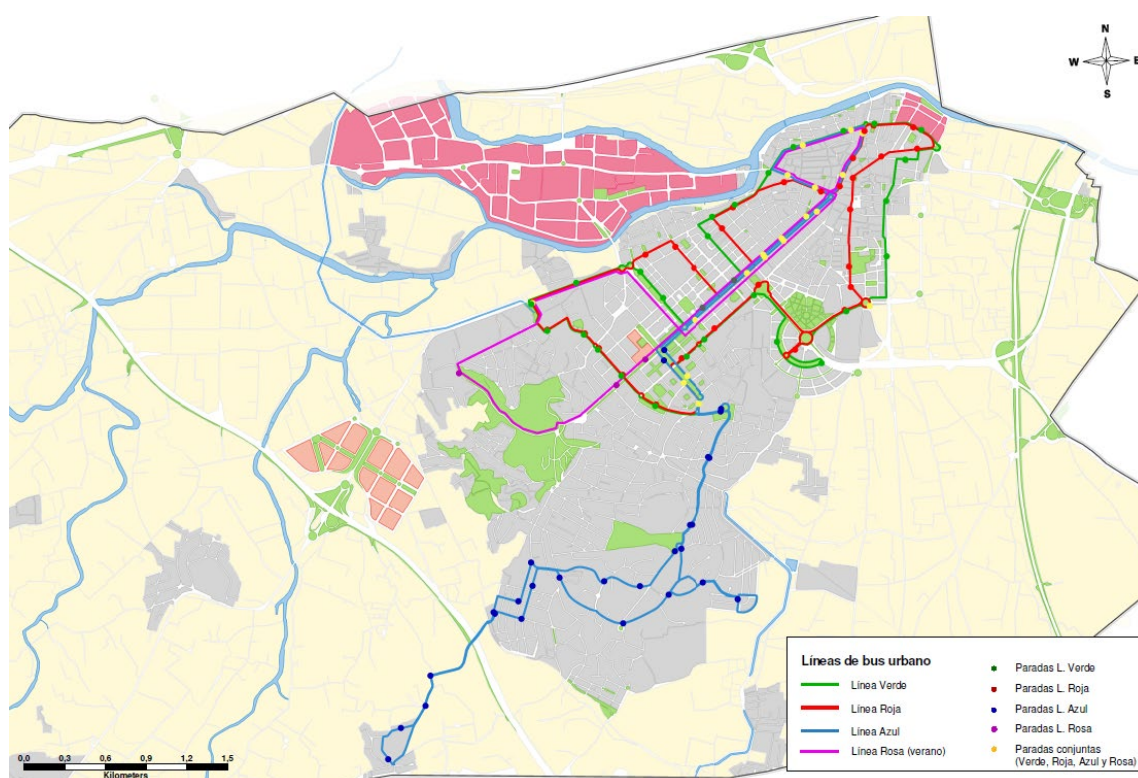 N
W E
S
Líneas de bus urbano
Línea Verde
Línea Roja
Línea Azul
Línea Rosa (verano)
Paradas L. Verde
Paradas L. Roja
Paradas L. Azul
Paradas L. Rosa
Paradas conjuntas
(Verde, Roja, Azul y Rosa)
0,0 0,3 0,6 0,9 1,2 1,5
Kilometers